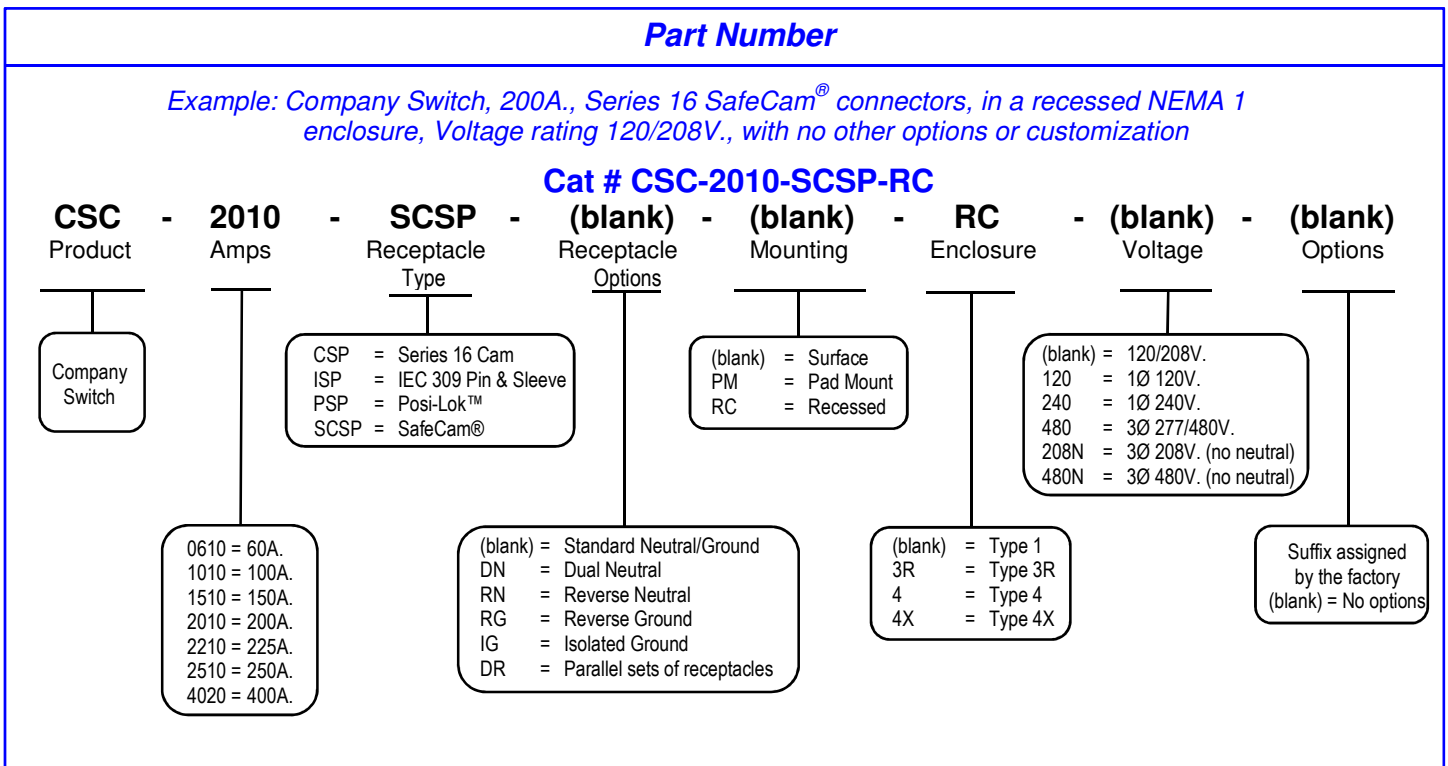 Part Number
Example: Company Switch, 200A., Series 16 SafeCam® connectors, in a recessed NEMA 1
enclosure, Voltage rating 120/208V., with no other options or customization
Cat # CSC-2010-SCSP-RC
CSC - 2010 - SCSP - (blank) - (blank) - RC - (blank) - (blank)
Product Amps Receptacle Receptacle Mounting Enclosure Voltage Options
Type Options
Company
Switch
0610 = 60A.
1010 = 100A.
1510 = 150A.
2010 = 200A.
2210 = 225A.
2510 = 250A.
4020 = 400A.
CSP = Series 16 Cam
ISP = IEC 309 Pin & Sleeve
PSP = Posi-Lok™
SCSP = SafeCam®
(blank) = Standard Neutral/Ground
DN = Dual Neutral
RN = Reverse Neutral
RG = Reverse Ground
IG = Isolated Ground
DR = Parallel sets of receptacles
(blank) = Surface
PM = Pad Mount
RC = Recessed
(blank) = Type 1
3R = Type 3R
4 = Type 4
4X = Type 4X
(blank) = 120/208V.
120 = 1Ø 120V.
240 = 1Ø 240V.
480 = 3Ø 277/480V.
208N = 3Ø 208V. (no neutral)
480N = 3Ø 480V. (no neutral)
Suffix assigned
by the factory
(blank) = No options